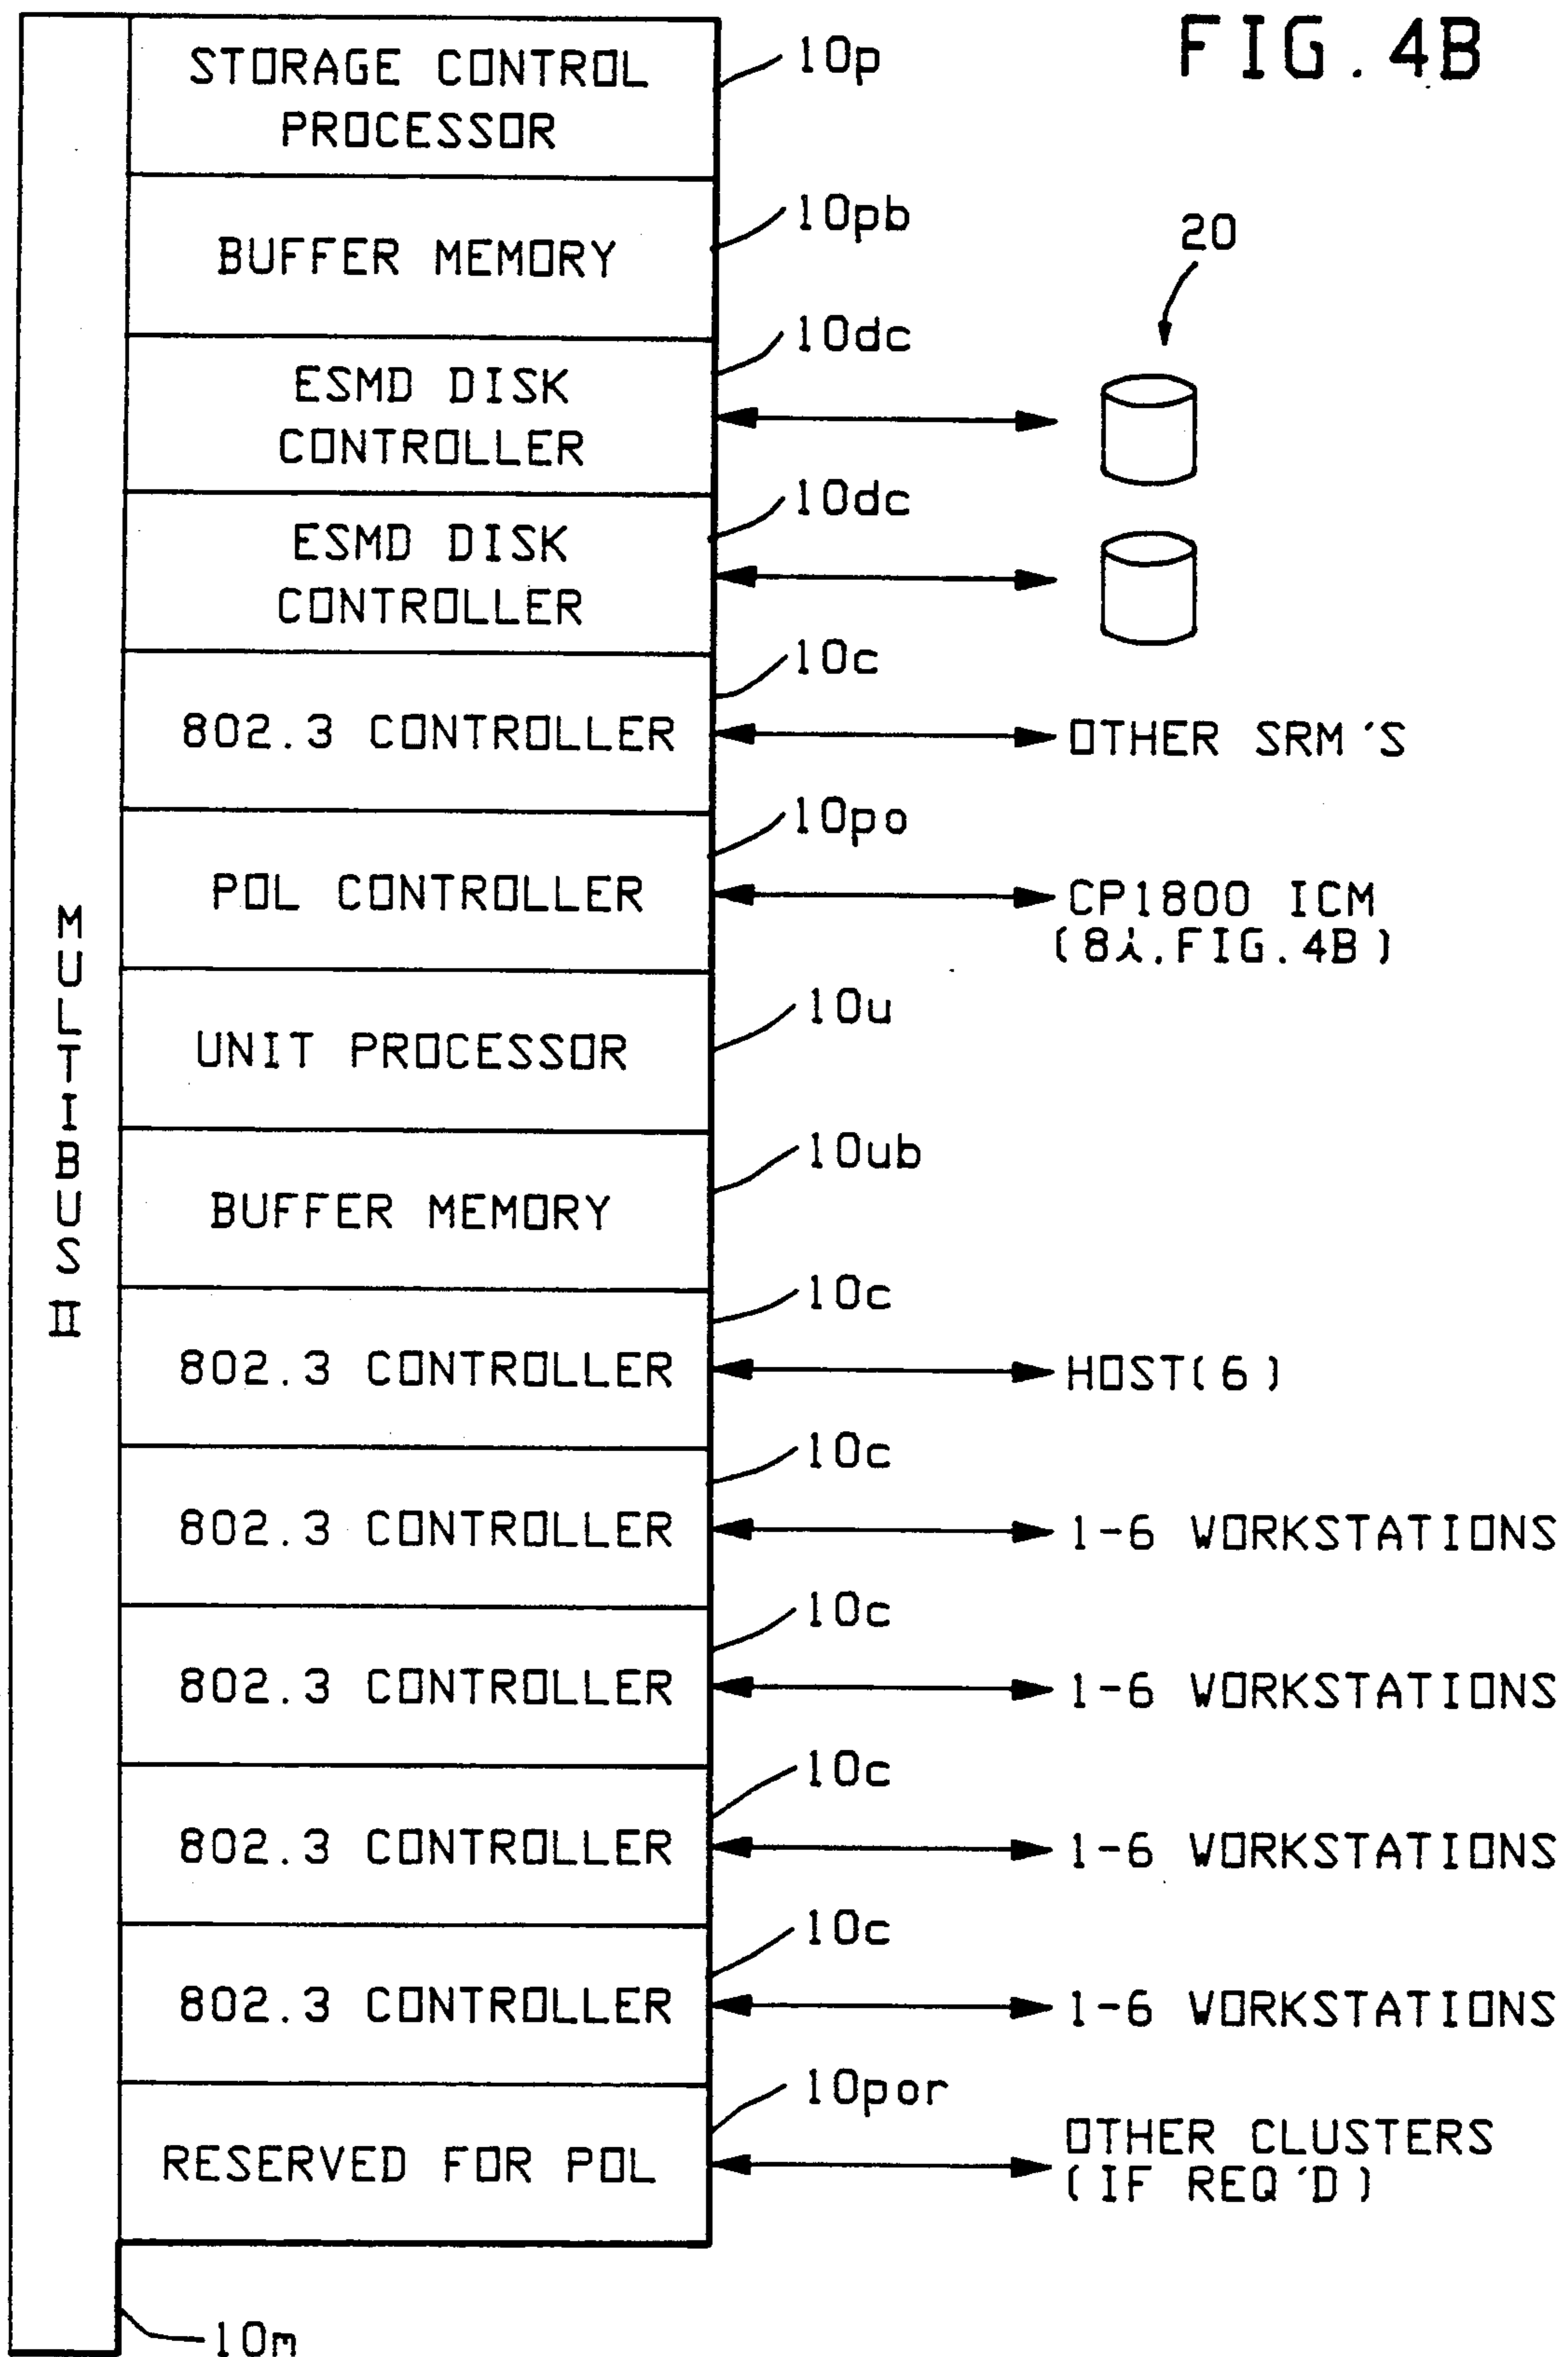 FIG. 4B
STORAGE CONTROL
PROCESSOR
10p
BUFFER MEMORY
10pb
20
ESMD DISK
CONTROLLER
10dc
ESMD DISK
CONTROLLER
10dc
802.3 CONTROLLER
10c
OTHER SRM'S
POL CONTROLLER
10po
CP1800 ICM
(8i, FIG. 4B)
UNIT PROCESSOR
10u
BUFFER MEMORY
10ub
802.3 CONTROLLER
10c
HOST(6)
802.3 CONTROLLER
10c
1-6 WORKSTATIONS
802.3 CONTROLLER
10c
1-6 WORKSTATIONS
802.3 CONTROLLER
10c
1-6 WORKSTATIONS
802.3 CONTROLLER
10c
1-6 WORKSTATIONS
RESERVED FOR POL
10por
OTHER CLUSTERS
(IF REQ'D)
MULTIBUS II
10m